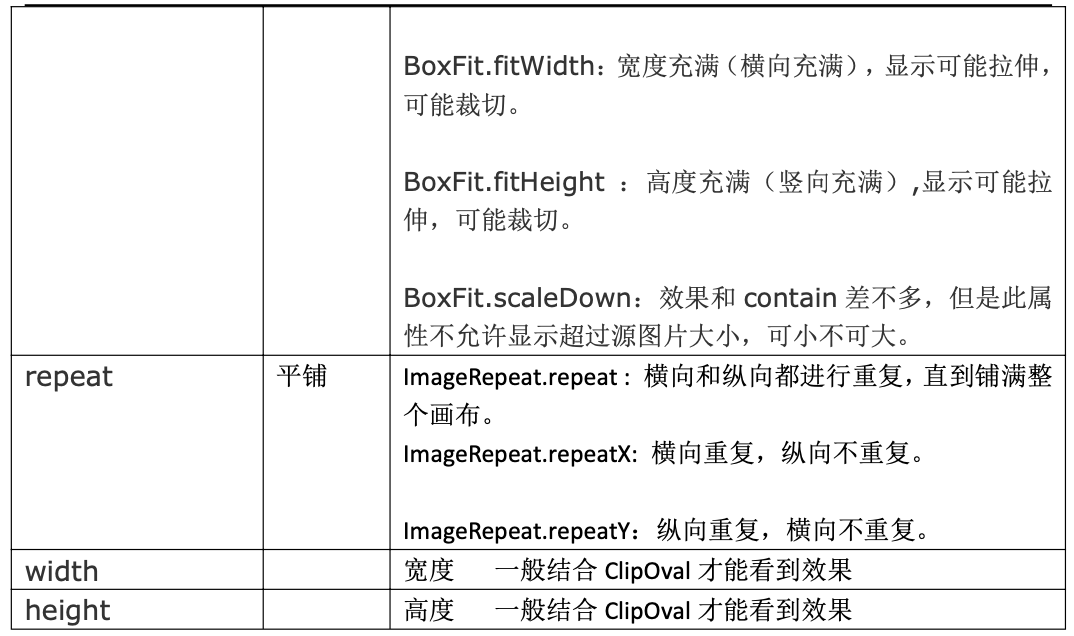 BoxFit.fitWidth：宽度充满（横向充满），显示可能拉伸，
可能裁切。
BoxFit.fitHeight ：高度充满（竖向充满）,显示可能拉
伸，可能裁切。
BoxFit.scaleDown：效果和 contain 差不多，但是此属
性不允许显示超过源图片大小，可小不可大。
repeat 平铺 ImageRepeat.repeat : 横向和纵向都进行重复，直到铺满整
个画布。
ImageRepeat.repeatX: 横向重复，纵向不重复。
ImageRepeat.repeatY：纵向重复，横向不重复。
width 宽度 一般结合 ClipOval 才能看到效果
height 高度 一般结合 ClipOval 才能看到效果